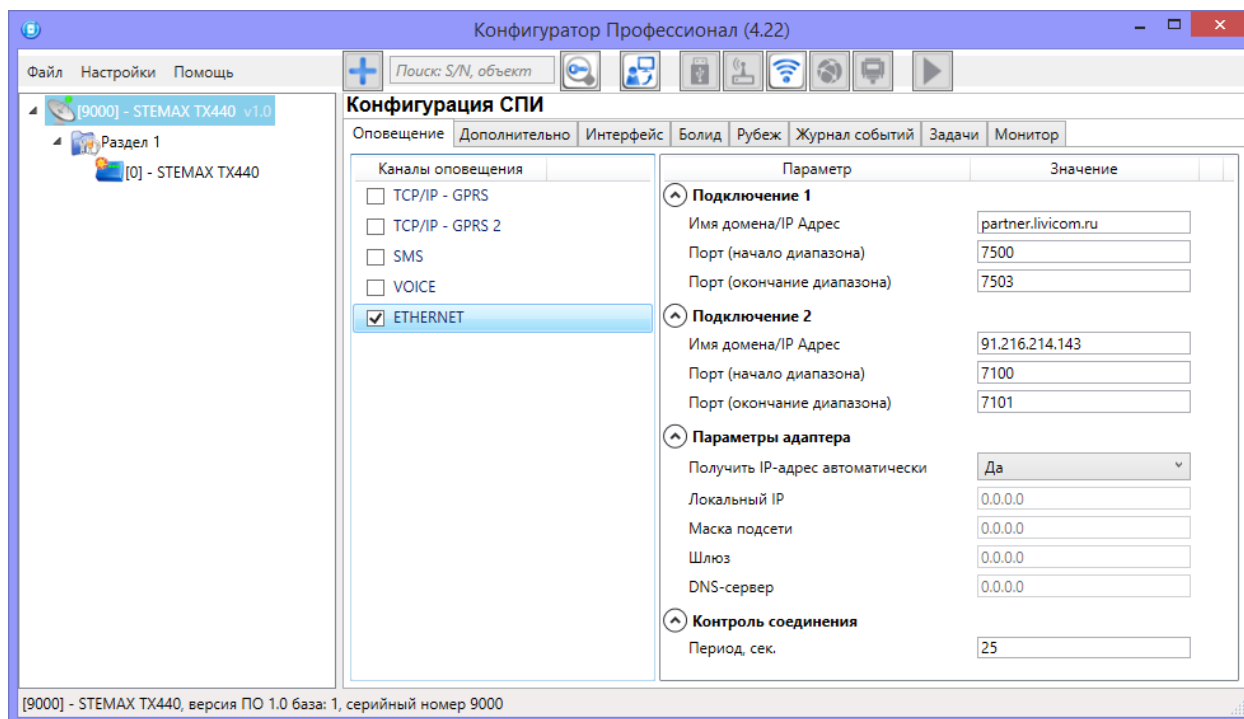 Конфигуратор Профессионал (4.22)
Файл Настройки Помощь
Поиск: S/N, объект
[9000] - STEMAX TX440 v1.0
Раздел 1
[0] - STEMAX TX440
Конфигурация СПИ
Оповещение Дополнительно Интерфейс Болид Рубеж Журнал событий Задачи Монитор
Каналы оповещения
TCP/IP - GPRS
TCP/IP - GPRS 2
SMS
VOICE
ETHERNET
Параметр Значение
Подключение 1
Имя домена/IP Адрес partner.livicom.ru
Порт (начало диапазона) 7500
Порт (окончание диапазона) 7503
Подключение 2
Имя домена/IP Адрес 91.216.214.143
Порт (начало диапазона) 7100
Порт (окончание диапазона) 7101
Параметры адаптера
Получить IP-адрес автоматически Да
Локальный IP 0.0.0.0
Маска подсети 0.0.0.0
Шлюз 0.0.0.0
DNS-сервер 0.0.0.0
Контроль соединения
Период, сек. 25
[9000] - STEMAX TX440, версия ПО 1.0 база: 1, серийный номер 9000